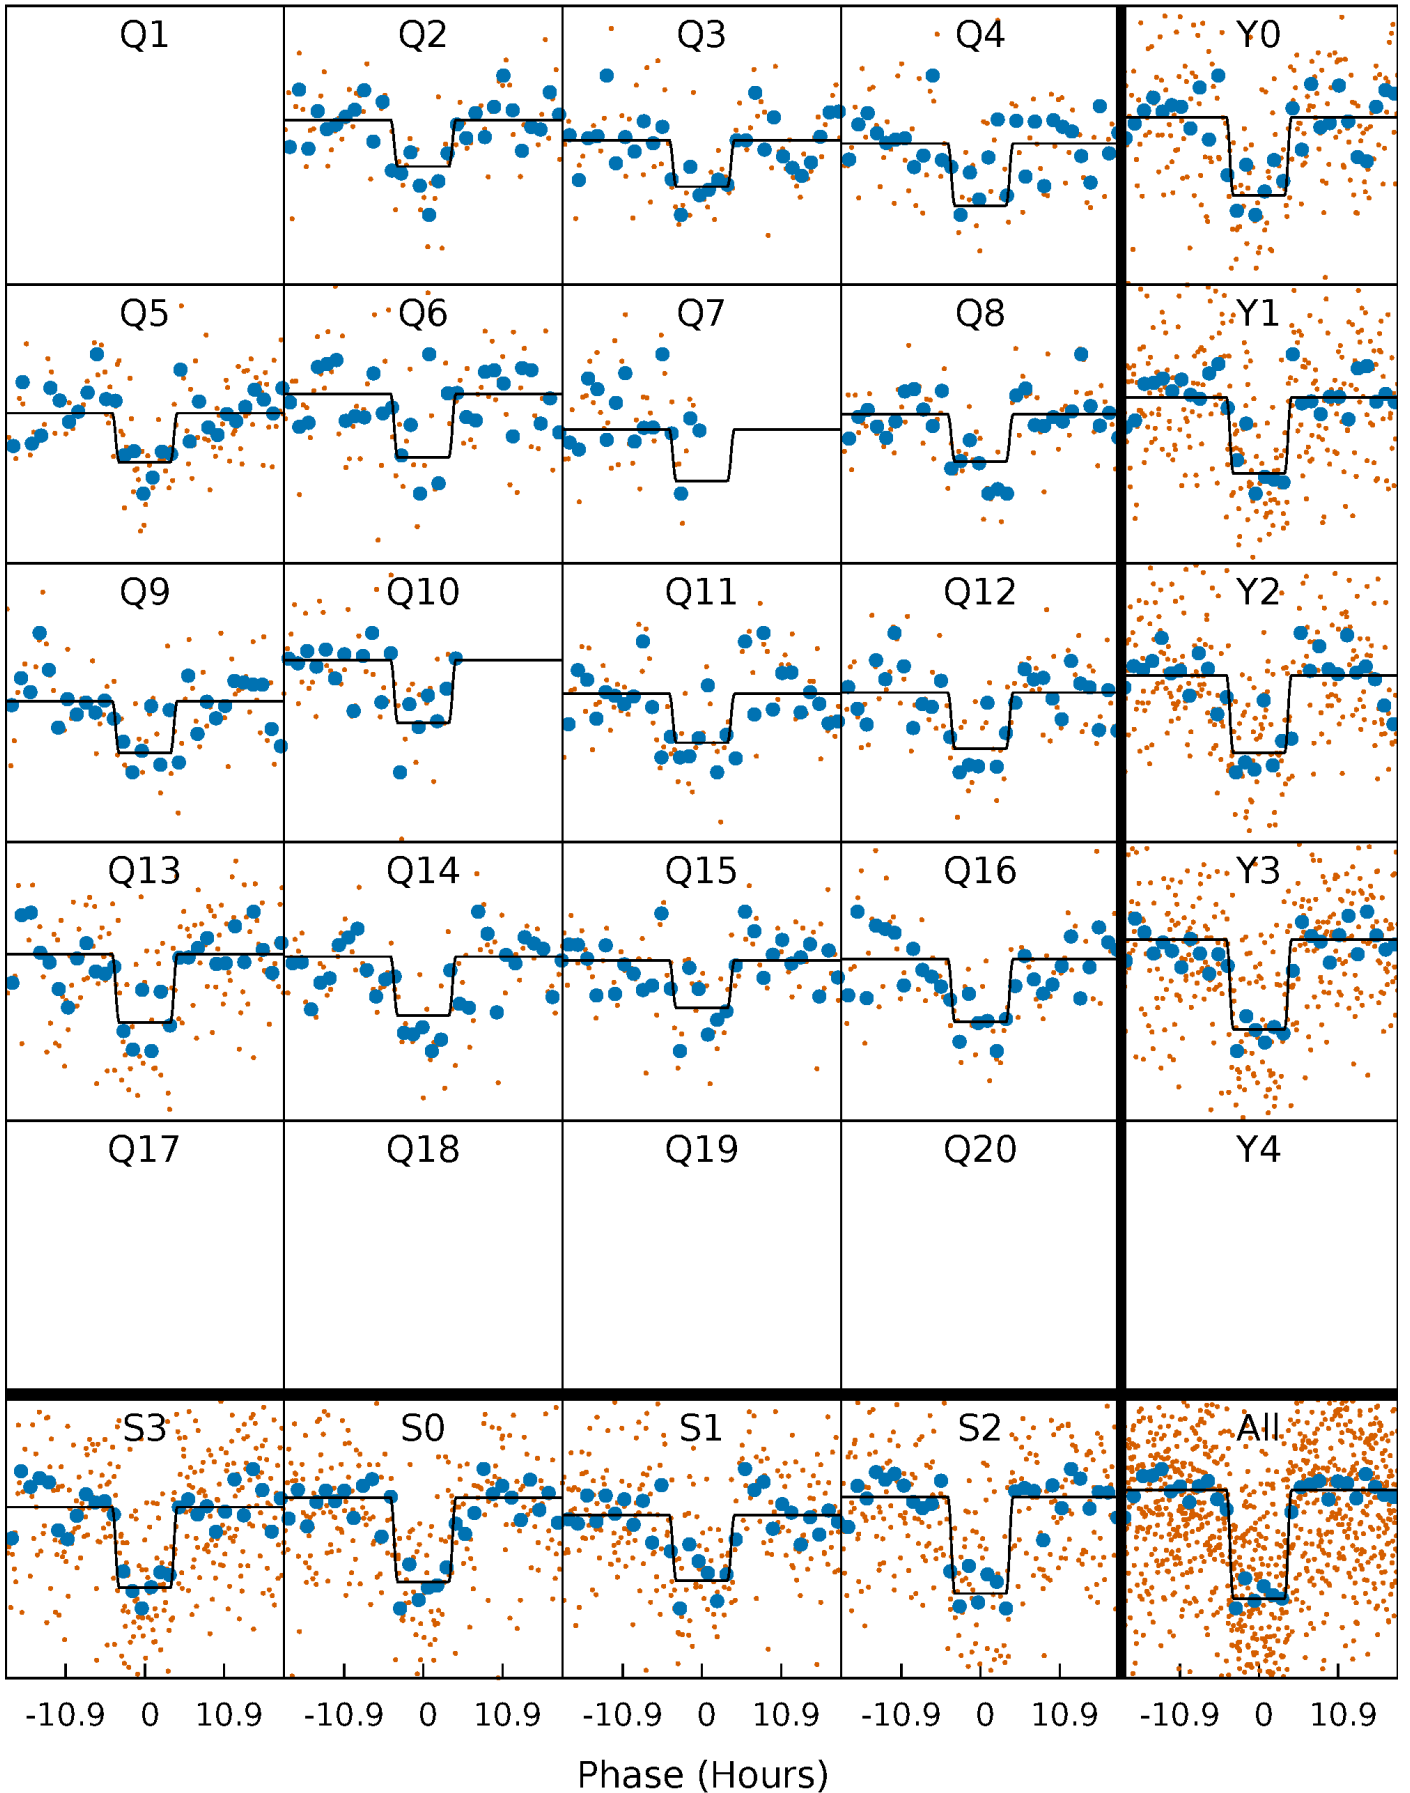 Q1 Q2 Q3 Q4 Y0
Q5 Q6 Q7 Q8 Y1
Q9 Q10 Q11 Q12 Y2
Q13 Q14 Q15 Q16 Y3
Q17 Q18 Q19 Q20 Y4
S3 S0 S1 S2 All
-10.9 0 10.9 -10.9 0 10.9 -10.9 0 10.9 -10.9 0 10.9 -10.9 0 10.9
Phase (Hours)